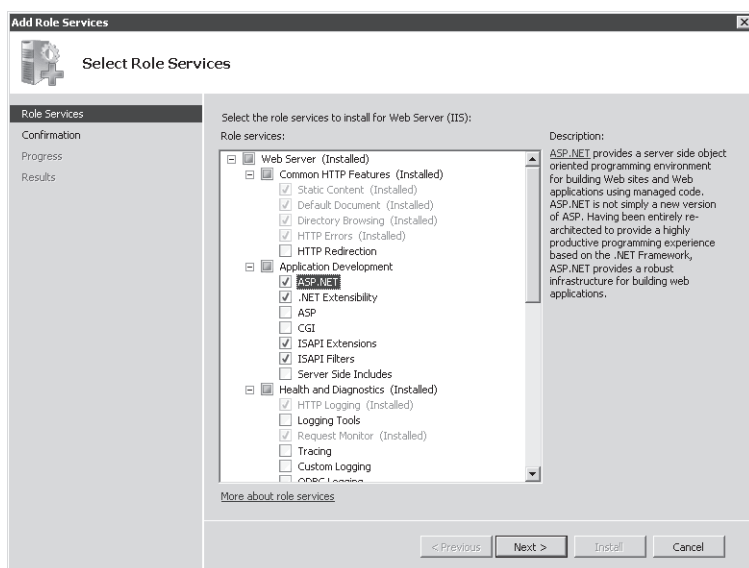 Add Role Services
Select Role Services
Role Services
Confirmation
Progress
Results
Select the role services to install for Web Server (IIS):
Role services:
Web Server (Installed)
Common HTTP Features (Installed)
Static Content (Installed)
Default Document (Installed)
Directory Browsing (Installed)
HTTP Errors (Installed)
HTTP Redirection
Application Development
ASP.NET
.NET Extensibility
ASP
CGI
ISAPI Extensions
ISAPI Filters
Server Side Includes
Health and Diagnostics (Installed)
HTTP Logging (Installed)
Logging Tools
Request Monitor (Installed)
Tracing
Custom Logging
ODBC Logging
More about role services
Description:
ASP.NET provides a server side object
oriented programming environment
for building Web sites and Web
applications using managed code.
ASP.NET is not simply a new version
of ASP. Having been entirely re-
architected to provide a highly
productive programming experience
based on the .NET Framework,
ASP.NET provides a robust
infrastructure for building web
applications.
< Previous
Next >
Install
Cancel